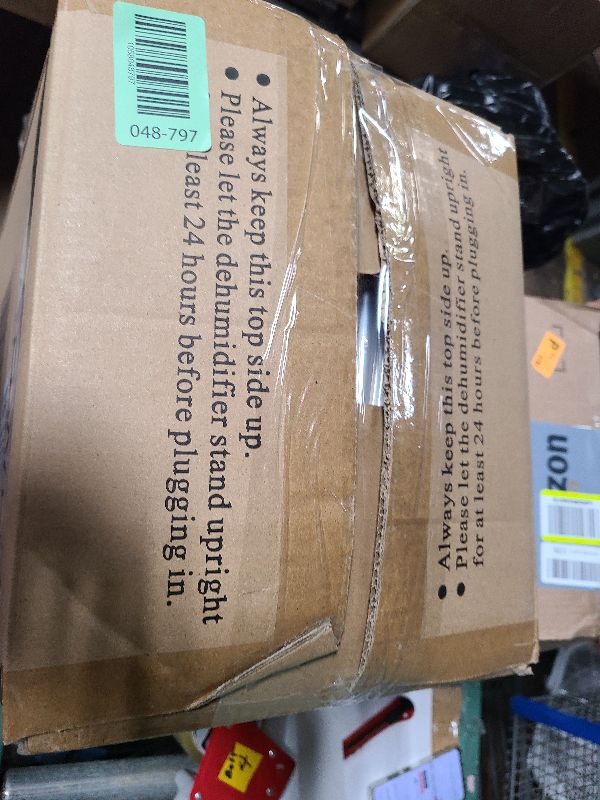 048-797
• Always keep this top side up.
• Please let the dehumidifier stand upright
least 24 hours before plugging in.
• Always keep this top side up.
• Please let the dehumidifier stand upright
for at least 24 hours before plugging in.
zon